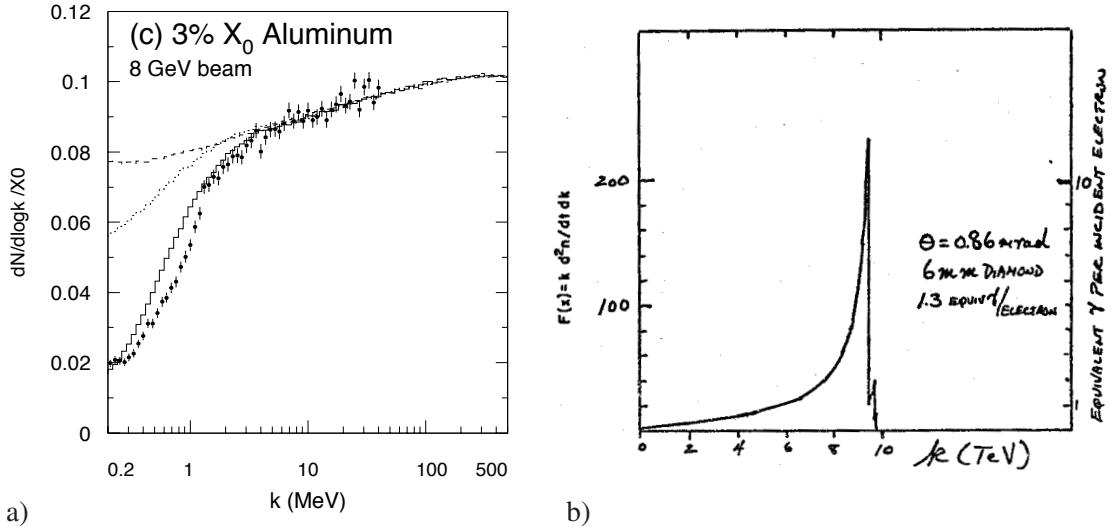 (c) 3% X0 Aluminum
8 GeV beam
dN/dlogk /X0
0.1
0.08
0.06
0.04
0.02
0
0.2
1
10
100
500
k (MeV)
a)
F(x) = k d²n/dt dk
200
100
0
0
2
4
6
8
10
k (TeV)
θ = 0.86 mrad
6 mm DIAMOND
1.3 EQUIV γ/ELECTRON
10
1
EQUIVALENT γ PER INCIDENT ELECTRON
b)